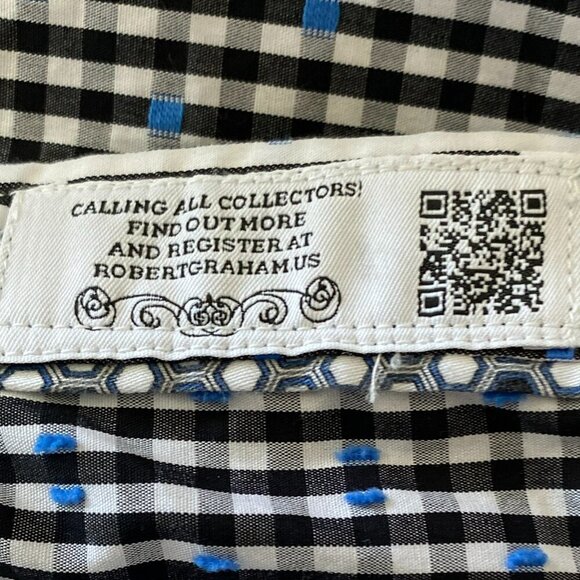 CALLING ALL COLLECTORS!
FIND OUT MORE
AND REGISTER AT
ROBERTGRAHAM.US